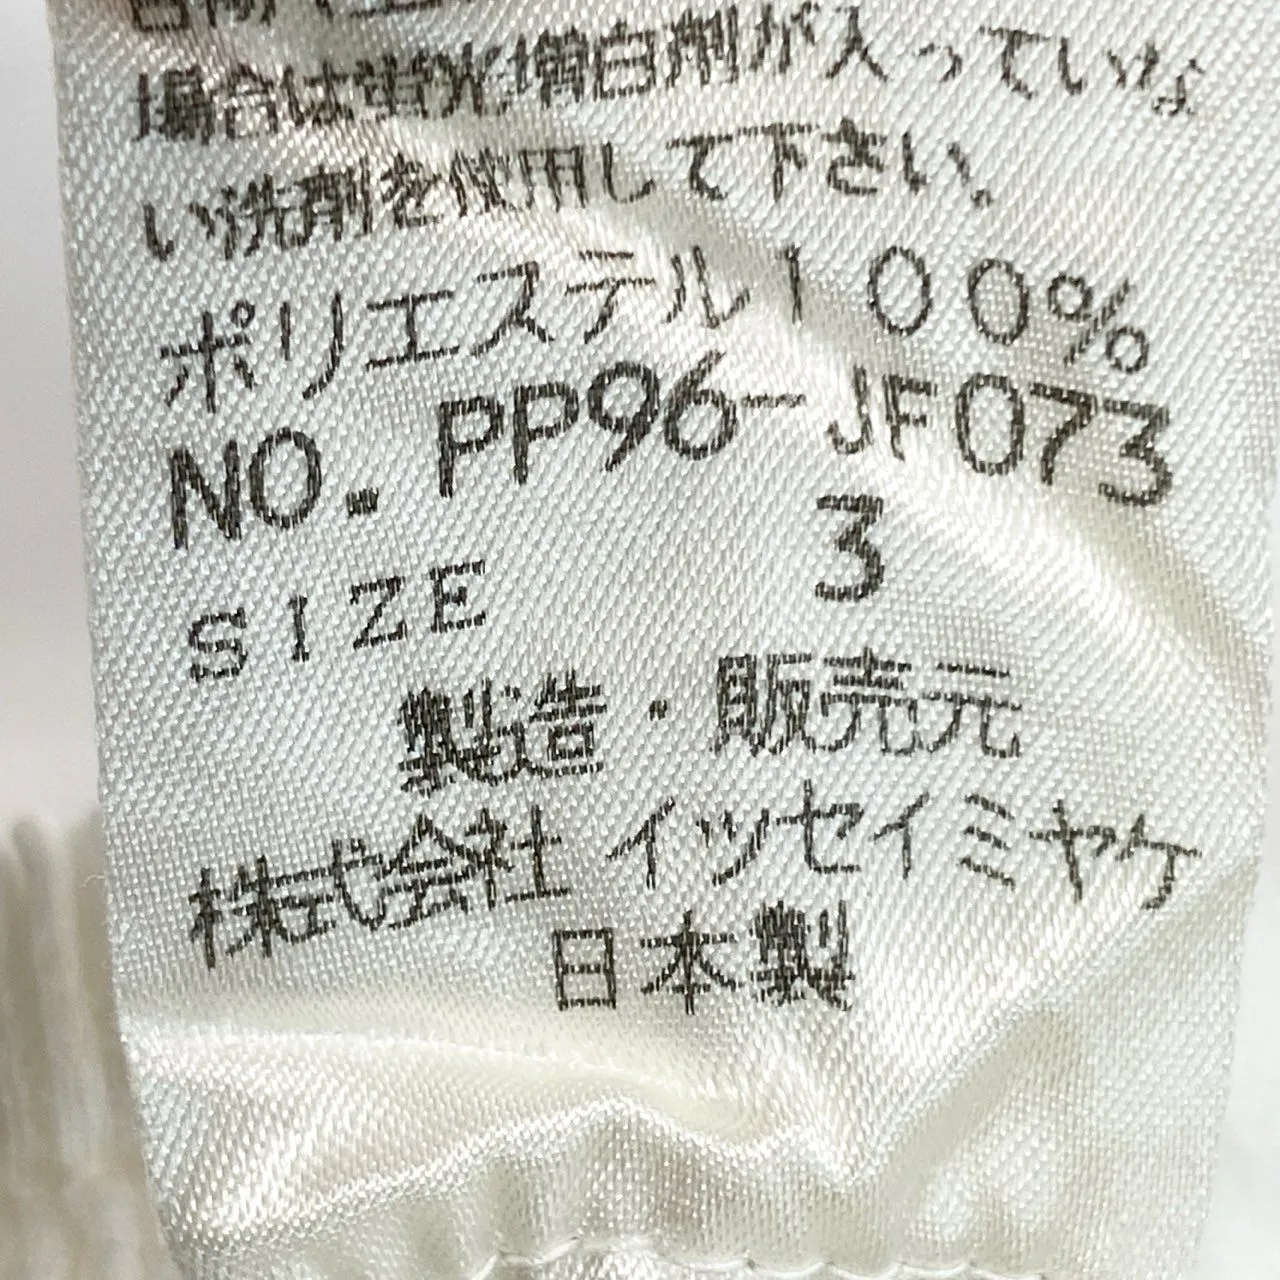 場合は蛍光増白剤が入っていな
い洗剤を使用して下さい。
ポリエステル100%
NO. PP96-JF073
SIZE 3
製造・販売元
株式会社イッセイミヤケ
日本製